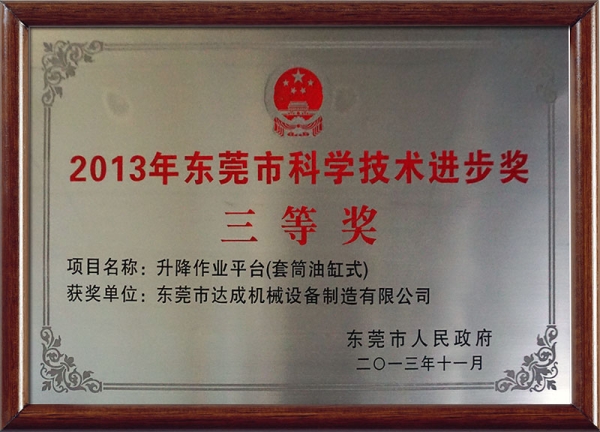 2013年东莞市科学技术进步奖
三等奖
项目名称：升降作业平台(套筒油缸式)
获奖单位：东莞市达成机械设备制造有限公司
东莞市人民政府
二〇一三年十一月